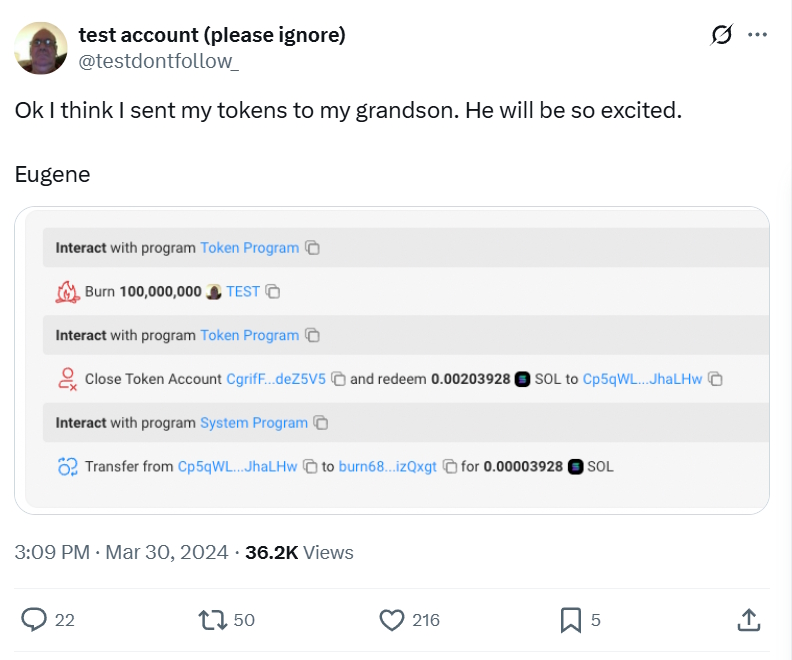 test account (please ignore)
@testdontfollow_
Ok I think I sent my tokens to my grandson. He will be so excited.
Eugene
Interact with program Token Program
Burn 100,000,000 TEST
Interact with program Token Program
Close Token Account CgrifF...deZ5V5 and redeem 0.00203928 SOL to Cp5qWL...JhaLHw
Interact with program System Program
Transfer from Cp5qWL...JhaLHw to burn68...izQxgt for 0.00003928 SOL
3:09 PM · Mar 30, 2024 · 36.2K Views
22 50 216 5